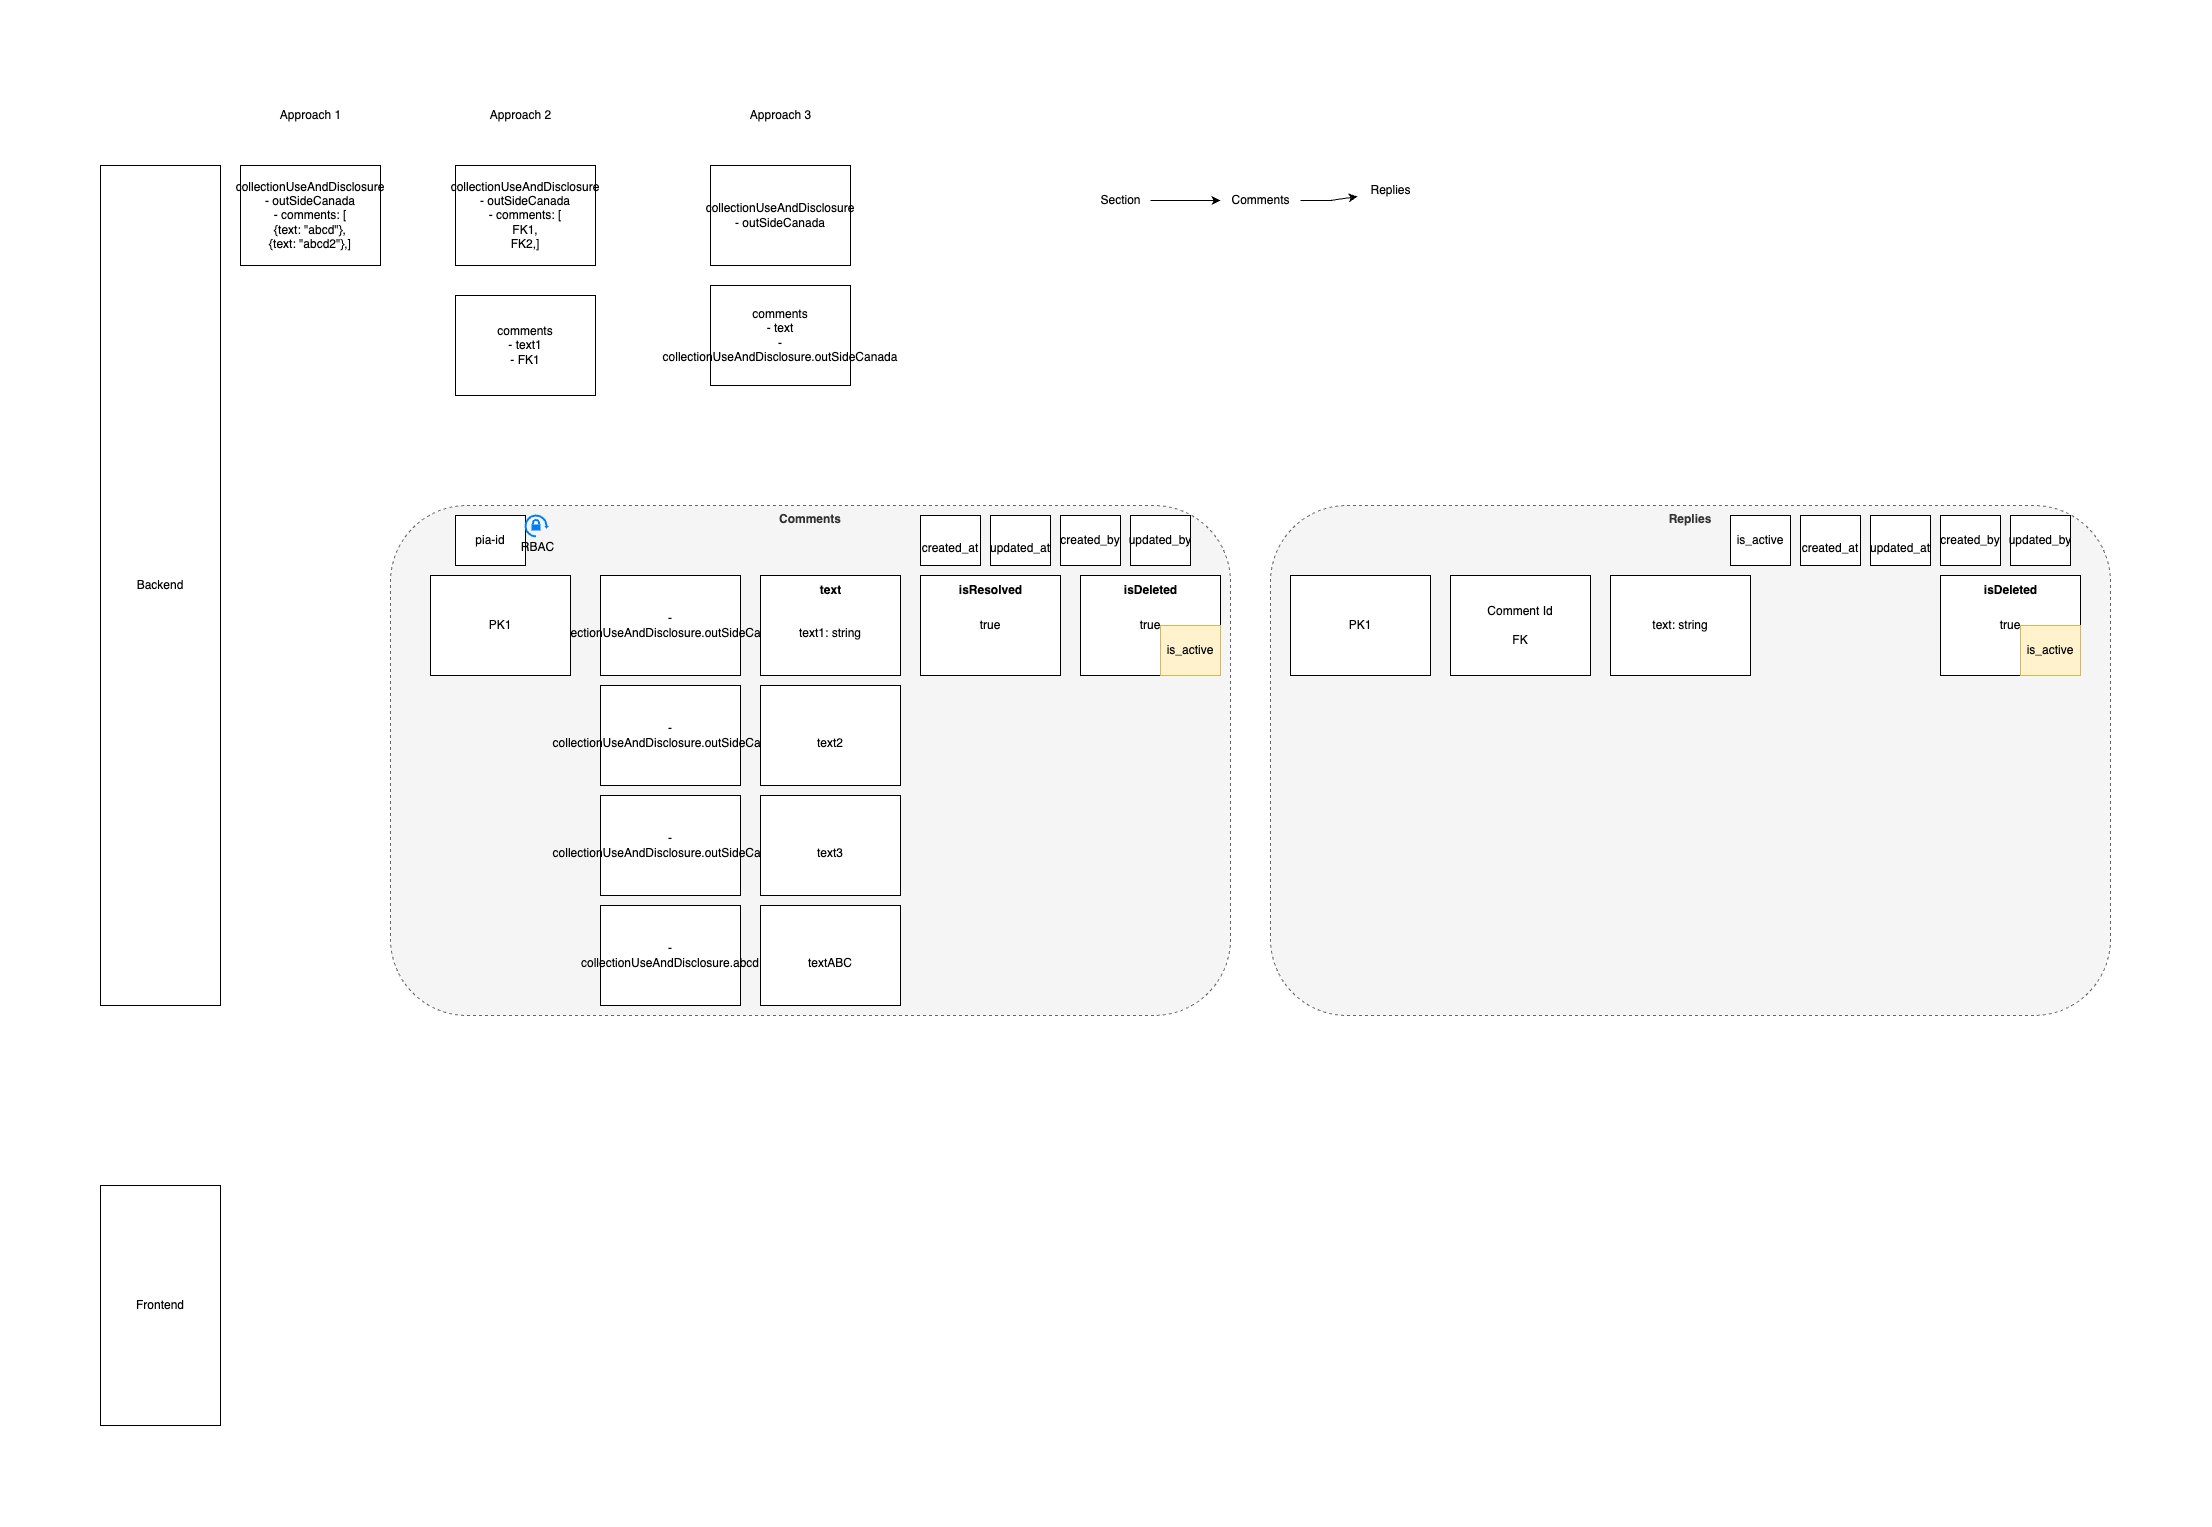 Approach 1
Approach 2
Approach 3
collectionUseAndDisclosure
- outSideCanada
- comments: [
{text: "abcd"},
{text: "abcd2"},]
collectionUseAndDisclosure
- outSideCanada
- comments: [
FK1,
FK2,]
collectionUseAndDisclosure
- outSideCanada
Section
Comments
Replies
comments
- text1
- FK1
comments
- text
-
collectionUseAndDisclosure.outSideCanada
Backend
Comments
pia-id
RBAC
created_at
updated_at
created_by
updated_by
PK1
-
ectionUseAndDisclosure.outSideCa
text
text1: string
isResolved
true
isDeleted
true
is_active
-
collectionUseAndDisclosure.outSideCa
text2
-
collectionUseAndDisclosure.outSideCa
text3
-
collectionUseAndDisclosure.abcd
textABC
Replies
is_active
created_at
updated_at
created_by
updated_by
PK1
Comment Id
FK
text: string
isDeleted
true
is_active
Frontend